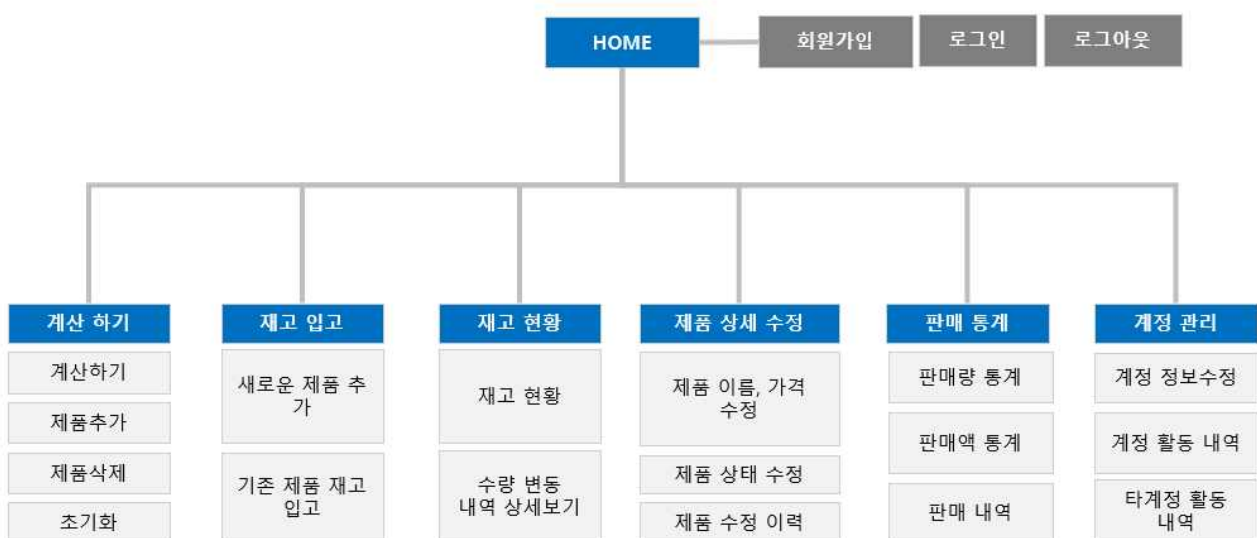 HOME
회원가입
로그인
로그아웃
계산 하기
계산하기
제품추가
제품삭제
초기화
재고 입고
새로운 제품 추
가
기존 제품 재고
입고
재고 현황
재고 현황
수량 변동
내역 상세보기
제품 상세 수정
제품 이름, 가격
수정
제품 상태 수정
제품 수정 이력
판매 통계
판매량 통계
판매액 통계
판매 내역
계정 관리
계정 정보수정
계정 활동 내역
타계정 활동
내역